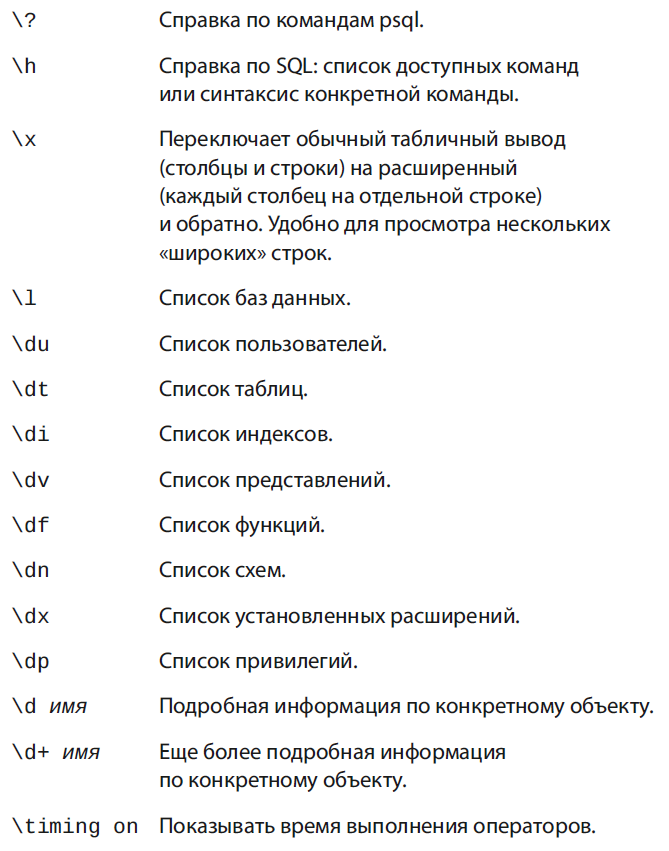 \? Справка по командам psql.
\h Справка по SQL: список доступных команд
или синтаксис конкретной команды.
\x Переключает обычный табличный вывод
(столбцы и строки) на расширенный
(каждый столбец на отдельной строке)
и обратно. Удобно для просмотра нескольких
«широких» строк.
\l Список баз данных.
\du Список пользователей.
\dt Список таблиц.
\di Список индексов.
\dv Список представлений.
\df Список функций.
\dn Список схем.
\dx Список установленных расширений.
\dp Список привилегий.
\d имя Подробная информация по конкретному объекту.
\d+ имя Еще более подробная информация
по конкретному объекту.
\timing on Показывать время выполнения операторов.